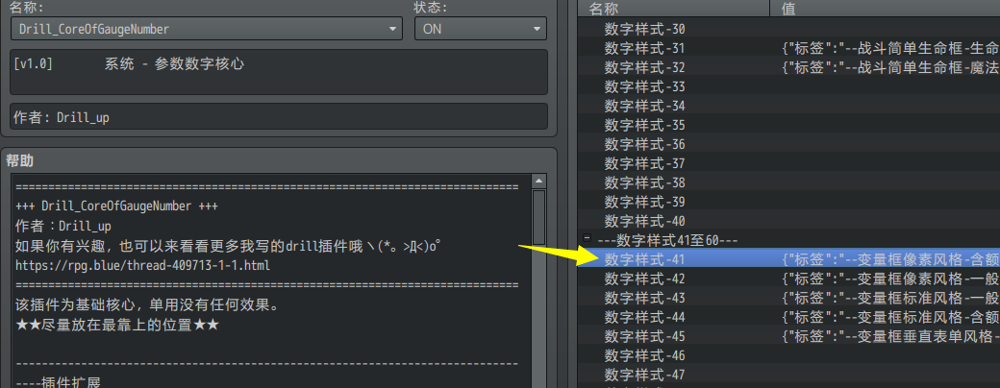 名称:
Drill_CoreOfGaugeNumber
状态:
ON
[v1.0] 系统 - 参数数字核心
作者: Drill_up
帮助
==============================================================================
+++ Drill_CoreOfGaugeNumber +++
作者：Drill_up
如果你有兴趣，也可以来看看更多我写的drill插件哦ヽ(*。>Д<)o゜
https://rpg.blue/thread-409713-1-1.html
==============================================================================
该插件为基础核心，单用没有任何效果。
★★尽量放在最靠上的位置★★
------------------------------------------------------------------------------
----插件扩展
名称 值
数字样式-30
数字样式-31 {"标签":"--战斗简单生命框-生命
数字样式-32 {"标签":"--战斗简单生命框-魔法
数字样式-33
数字样式-34
数字样式-35
数字样式-36
数字样式-37
数字样式-38
数字样式-39
数字样式-40
---数字样式41至60---
数字样式-41 {"标签":"--变量框像素风格-含额
数字样式-42 {"标签":"--变量框像素风格-一般
数字样式-43 {"标签":"--变量框标准风格-一般
数字样式-44 {"标签":"--变量框标准风格-含额
数字样式-45 {"标签":"--变量框垂直表单风格-
数字样式-46
数字样式-47